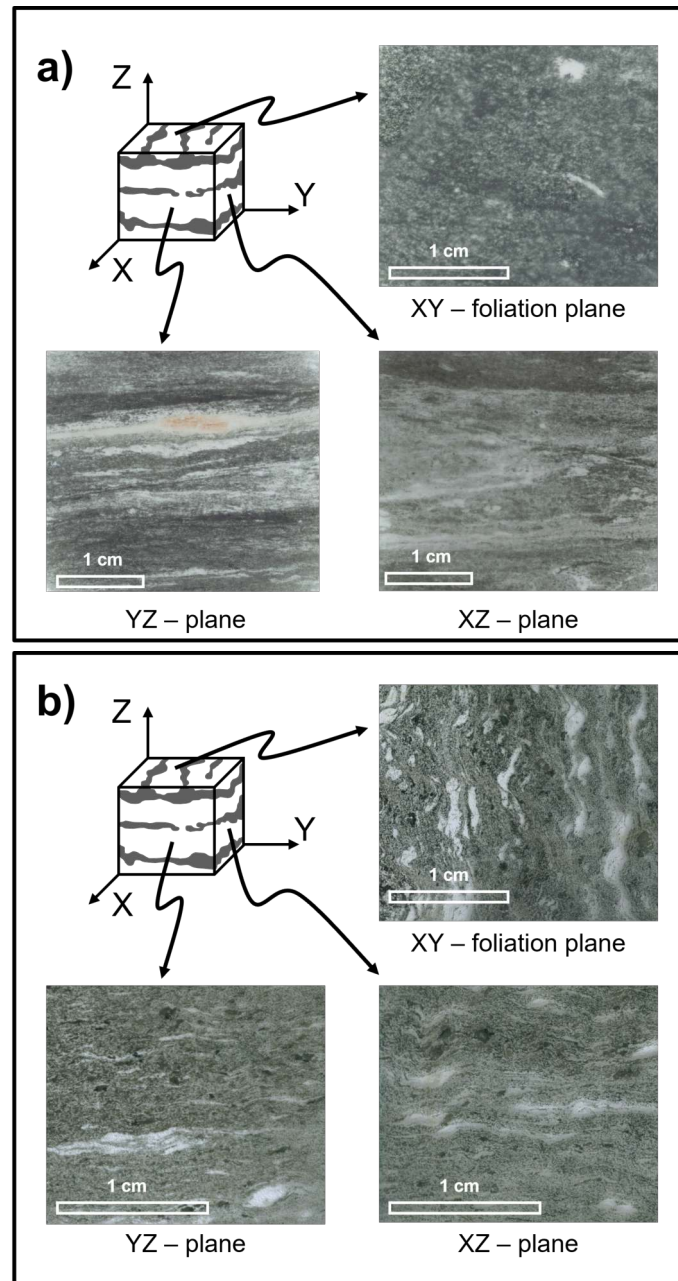 a)
Z
Y
X
1 cm
XY – foliation plane
1 cm
YZ – plane
1 cm
XZ – plane
b)
Z
Y
X
1 cm
XY – foliation plane
1 cm
YZ – plane
1 cm
XZ – plane